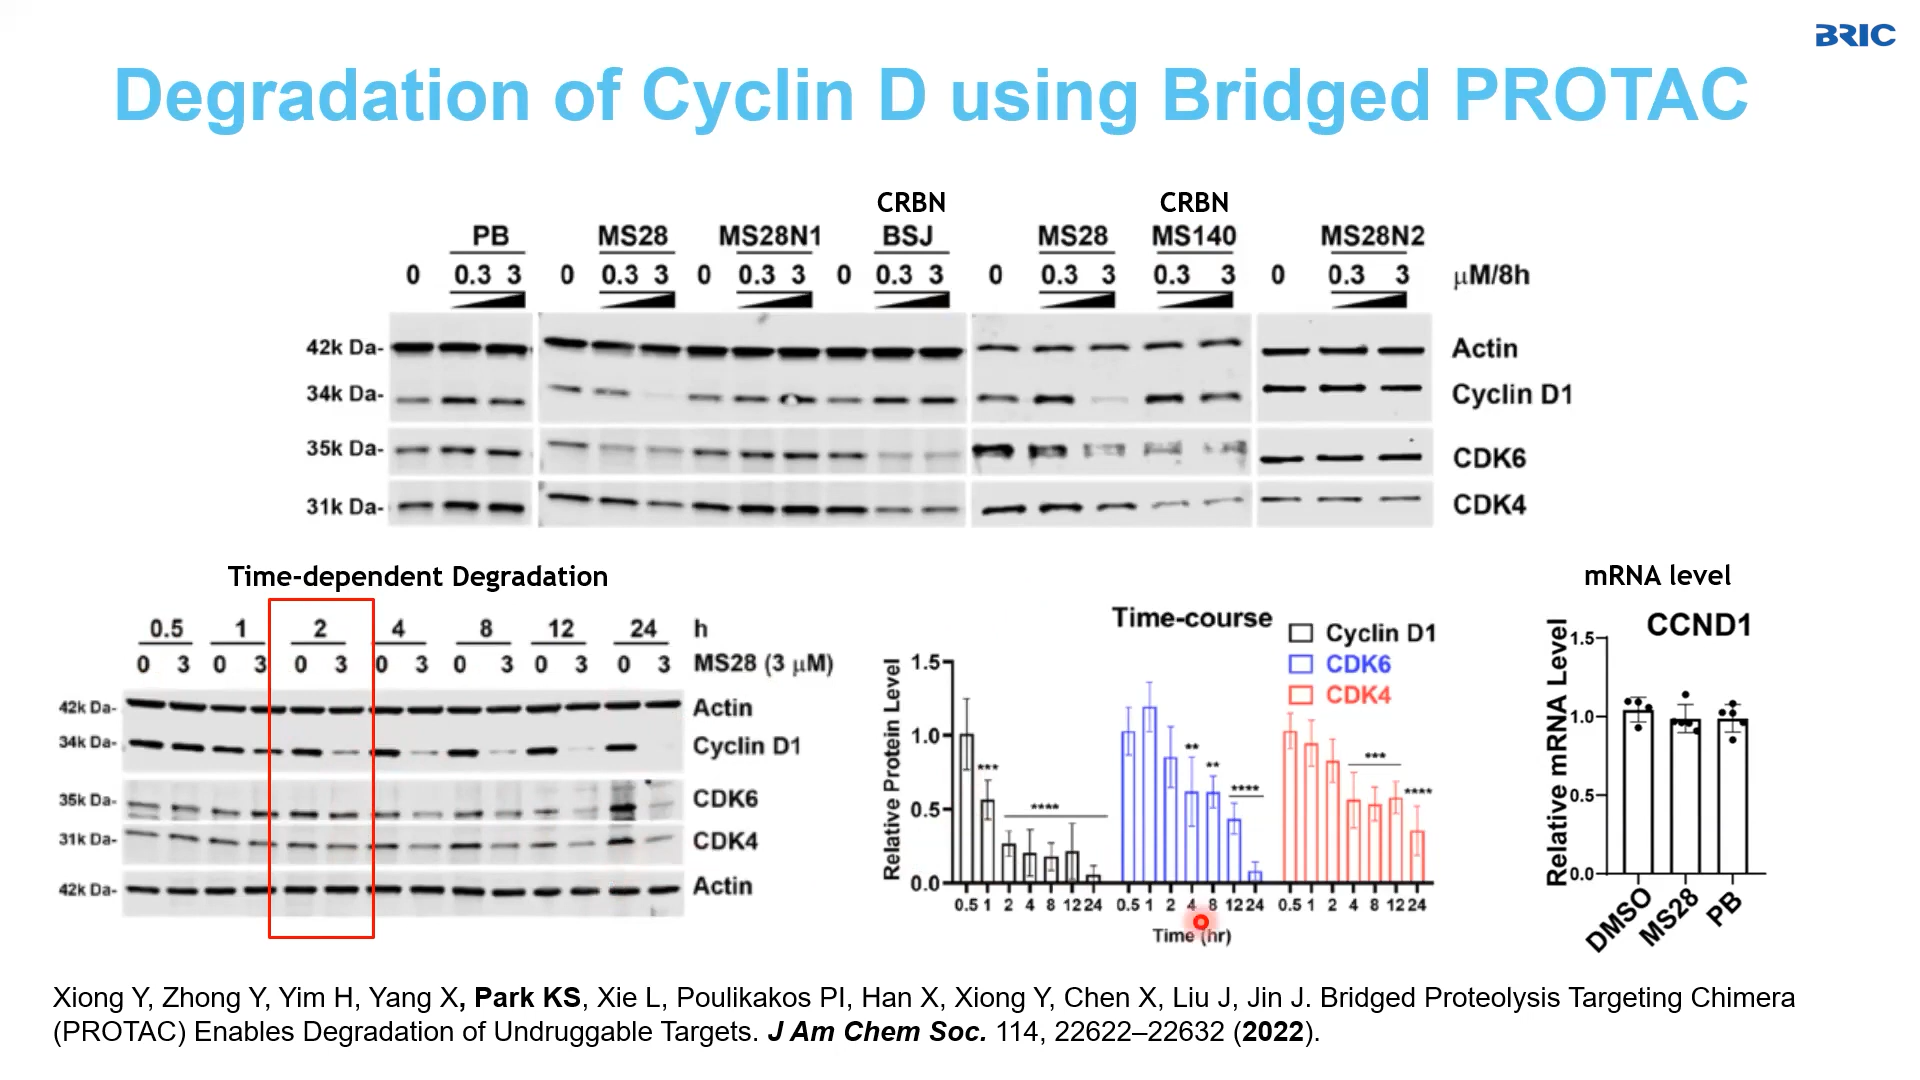 BRIC
Degradation of Cyclin D using Bridged PROTAC
CRBN CRBN
PB MS28 MS28N1 BSJ MS28 MS140 MS28N2
0 0.3 3 0 0.3 3 0 0.3 3 0 0.3 3 0 0.3 3 0.3 3 0 0.3 3 μM/8h
42k Da- Actin
34k Da- Cyclin D1
35k Da- CDK6
31k Da- CDK4
Time-dependent Degradation
0.5 1 2 4 8 12 24 h
0 3 0 3 0 3 0 3 0 3 0 3 0 3 MS28 (3 μM)
42k Da- Actin
34k Da- Cyclin D1
35k Da- CDK6
31k Da- CDK4
42k Da- Actin
Time-course
Cyclin D1
CDK6
CDK4
Relative Protein Level
1.5
1.0
0.5
0.0
*** **** ** ** **** *** ****
0.5 1 2 4 8 12 24 0.5 1 2 4 8 12 24 0.5 1 2 4 8 12 24
Time (hr)
mRNA level
CCND1
Relative mRNA Level
1.5
1.0
0.5
0.0
DMSO MS28 PB
Xiong Y, Zhong Y, Yim H, Yang X, Park KS, Xie L, Poulikakos PI, Han X, Xiong Y, Chen X, Liu J, Jin J. Bridged Proteolysis Targeting Chimera
(PROTAC) Enables Degradation of Undruggable Targets. J Am Chem Soc. 114, 22622–22632 (2022).